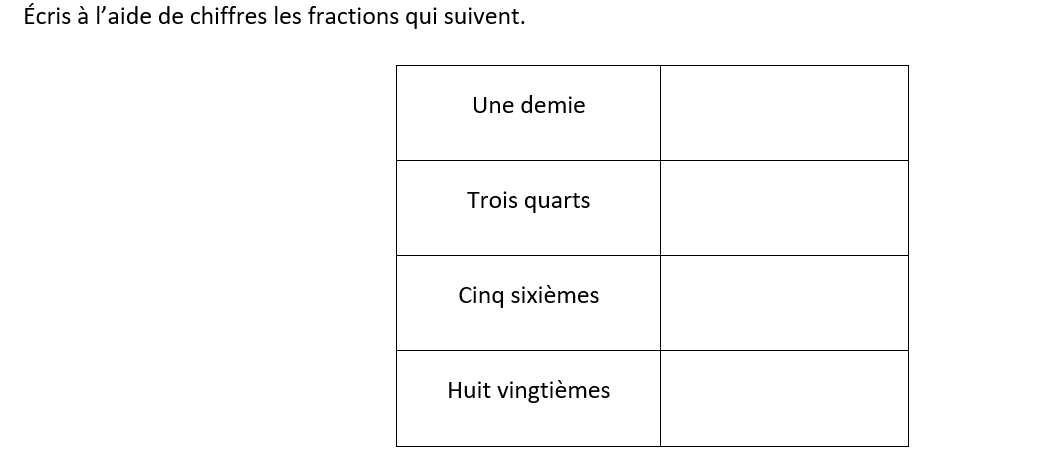 Écris à l’aide de chiffres les fractions qui suivent.
Une demie
Trois quarts
Cinq sixièmes
Huit vingtièmes